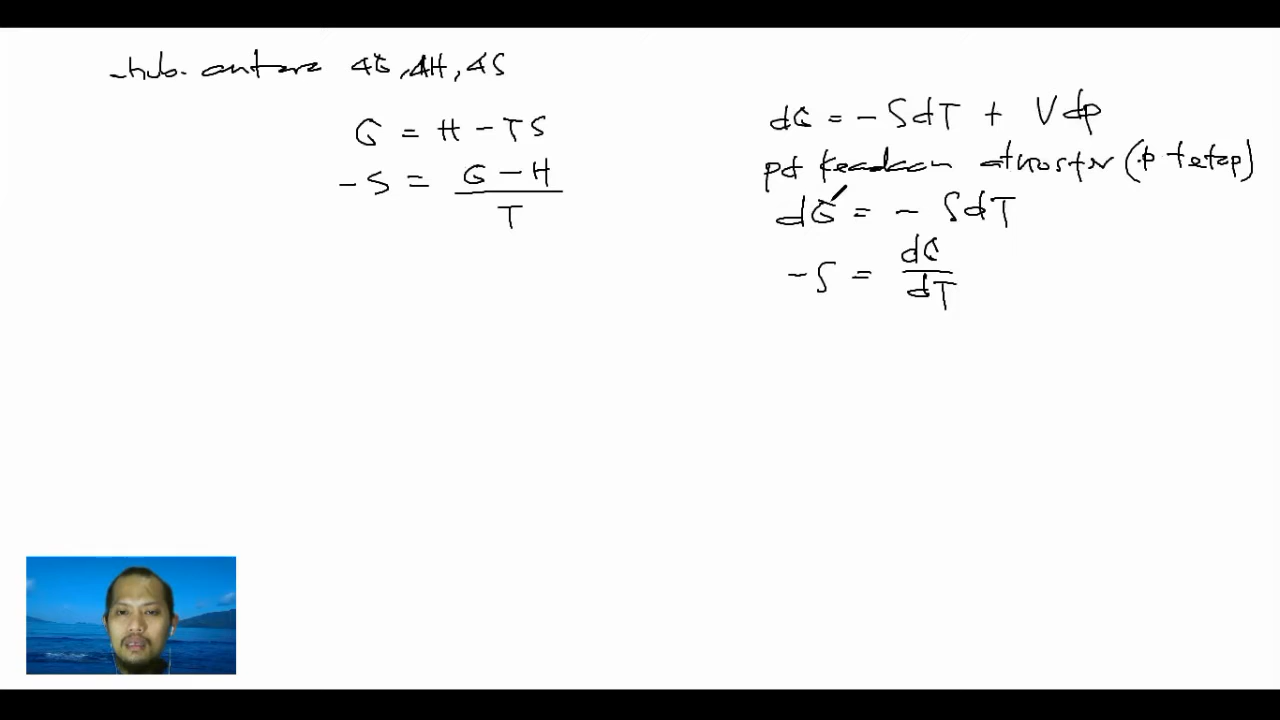 -hub. antara ΔG, ΔH, ΔS
G = H - TS
-S = G - H / T
dG = - SdT + Vdp
pd keadaan atmosfer (p tetap)
dG = - SdT
-S = dG / dT